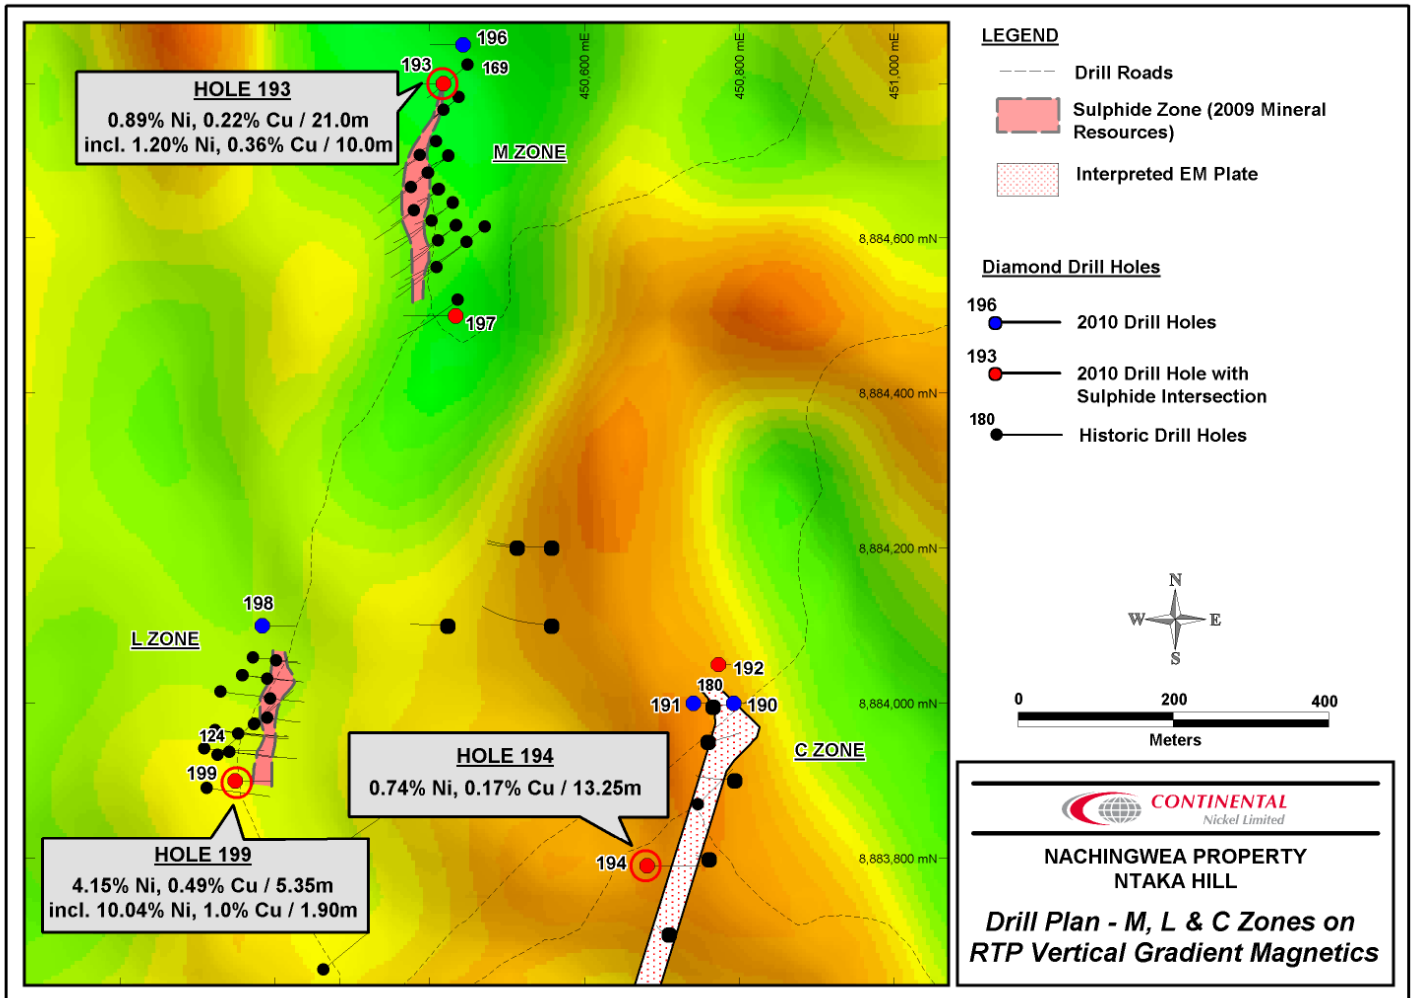 196
193
169
HOLE 193
0.89% Ni, 0.22% Cu / 21.0m
incl. 1.20% Ni, 0.36% Cu / 10.0m
M ZONE
450,600 mE
450,800 mE
451,000 mE
8,884,600 mN
197
8,884,400 mN
8,884,200 mN
198
L ZONE
124
199
HOLE 199
4.15% Ni, 0.49% Cu / 5.35m
incl. 10.04% Ni, 1.0% Cu / 1.90m
192
180
191
190
8,884,000 mN
C ZONE
HOLE 194
0.74% Ni, 0.17% Cu / 13.25m
194
8,883,800 mN
LEGEND
Drill Roads
Sulphide Zone (2009 Mineral
Resources)
Interpreted EM Plate
Diamond Drill Holes
196
2010 Drill Holes
193
2010 Drill Hole with
Sulphide Intersection
180
Historic Drill Holes
N
W E
S
0 200 400
Meters
CONTINENTAL
Nickel Limited
NACHINGWEA PROPERTY
NTAKA HILL
Drill Plan - M, L & C Zones on
RTP Vertical Gradient Magnetics